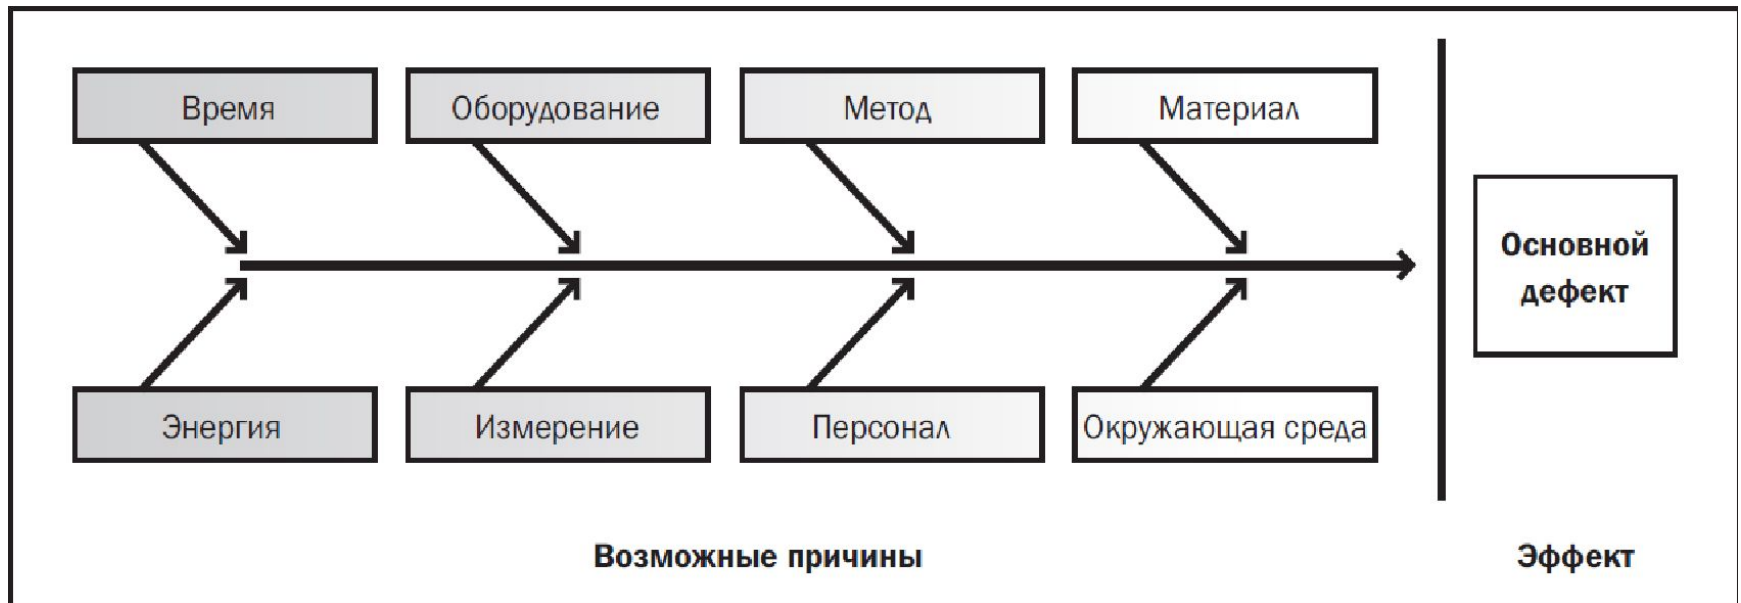 Время
Оборудование
Метод
Материал
Основной
дефект
Энергия
Измерение
Персонал
Окружающая среда
Возможные причины
Эффект